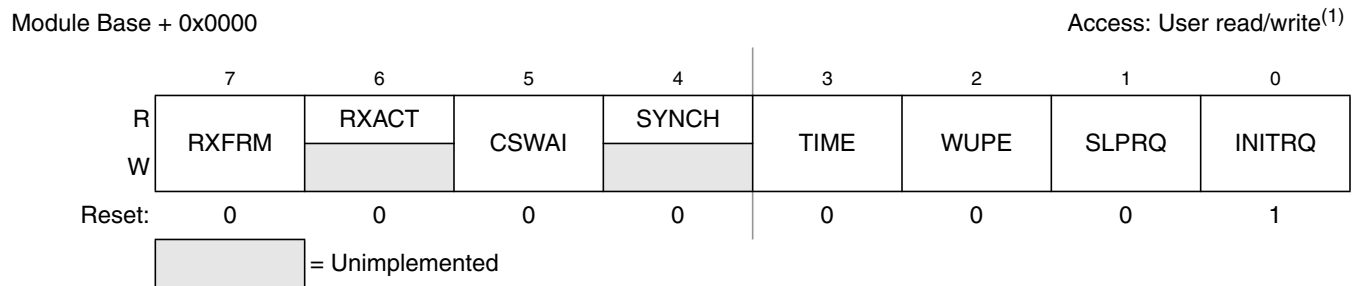 Module Base + 0x0000 Access: User read/write(1)
7 6 5 4 3 2 1 0
R RXFRM RXACT CSWAI SYNCH TIME WUPE SLPRQ INITRQ
W
Reset: 0 0 0 0 0 0 0 1
= Unimplemented